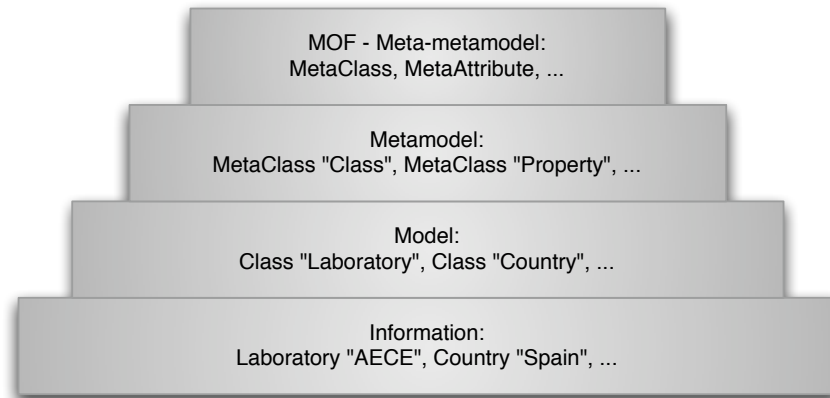 MOF - Meta-metamodel:
MetaClass, MetaAttribute, ...
Metamodel:
MetaClass "Class", MetaClass "Property", ...
Model:
Class "Laboratory", Class "Country", ...
Information:
Laboratory "AECE", Country "Spain", ...